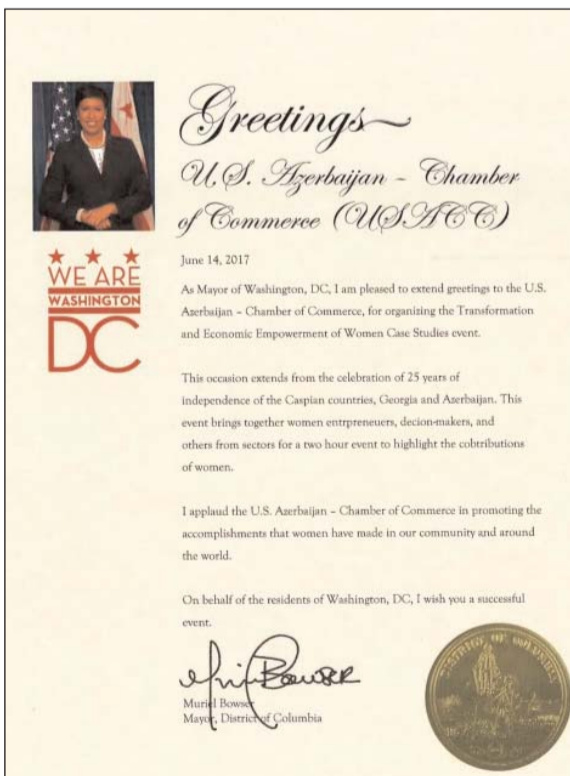 Greetings
U.S. Azerbaijan – Chamber
of Commerce (USACC)
★ ★ ★
WE ARE
WASHINGTON
DC
June 14, 2017
As Mayor of Washington, DC, I am pleased to extend greetings to the U.S.
Azerbaijan – Chamber of Commerce, for organizing the Transformation
and Economic Empowerment of Women Case Studies event.
This occasion extends from the celebration of 25 years of
independence of the Caspian countries, Georgia and Azerbaijan. This
event brings together women entrpreneuers, decion-makers, and
others from sectors for a two hour event to highlight the cobtributions
of women.
I applaud the U.S. Azerbaijan – Chamber of Commerce in promoting the
accomplishments that women have made in our community and around
the world.
On behalf of the residents of Washington, DC, I wish you a successful
event.
Muriel Bowser
Muriel Bowser
Mayor, District of Columbia
DISTRICT OF COLUMBIA